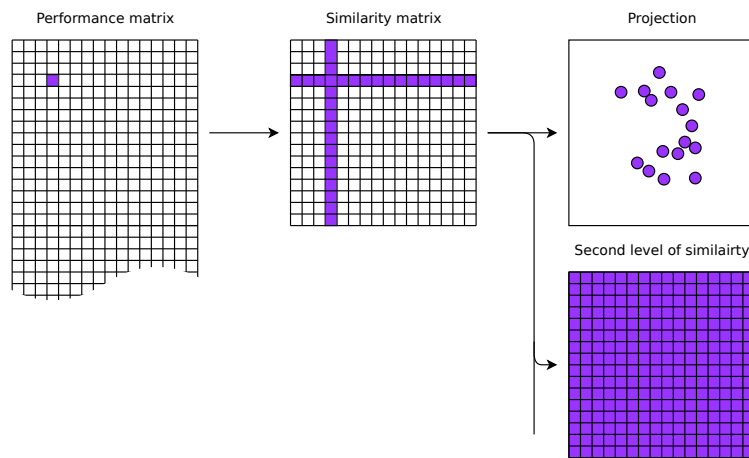 Performance matrix
Similarity matrix
Projection
Second level of similairty